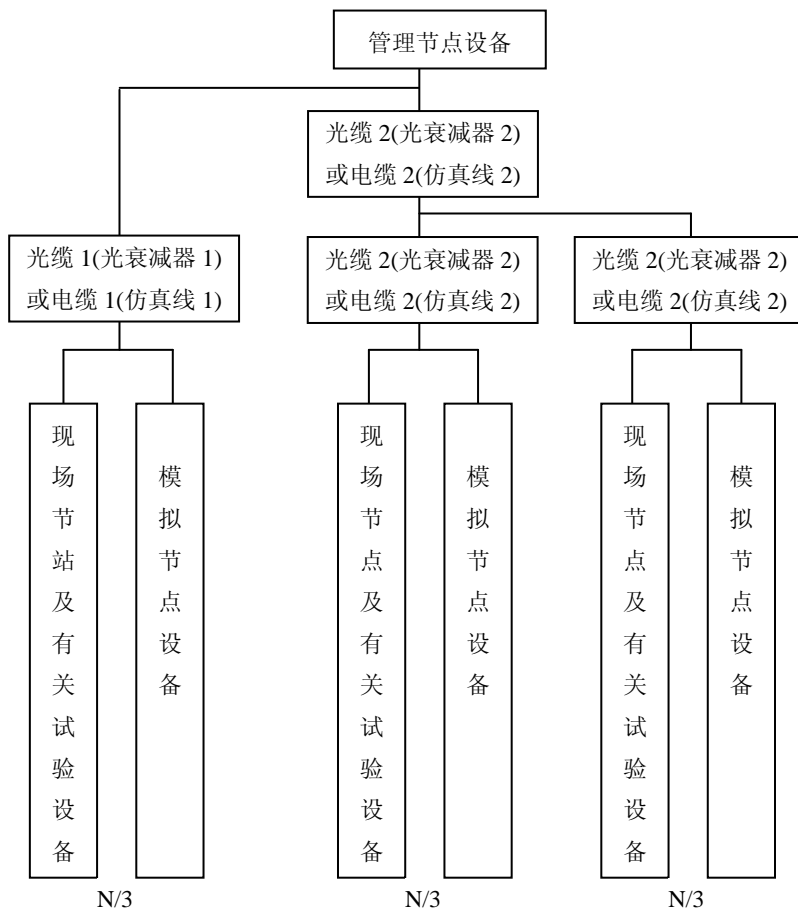 管理节点设备
光缆 2(光衰减器 2)
或电缆 2(仿真线 2)
光缆 1(光衰减器 1)
或电缆 1(仿真线 1)
光缆 2(光衰减器 2)
或电缆 2(仿真线 2)
光缆 2(光衰减器 2)
或电缆 2(仿真线 2)
现场节站及有关试验设备
模拟节点设备
现场节点及有关试验设备
模拟节点设备
现场节点及有关试验设备
模拟节点设备
N/3
N/3
N/3